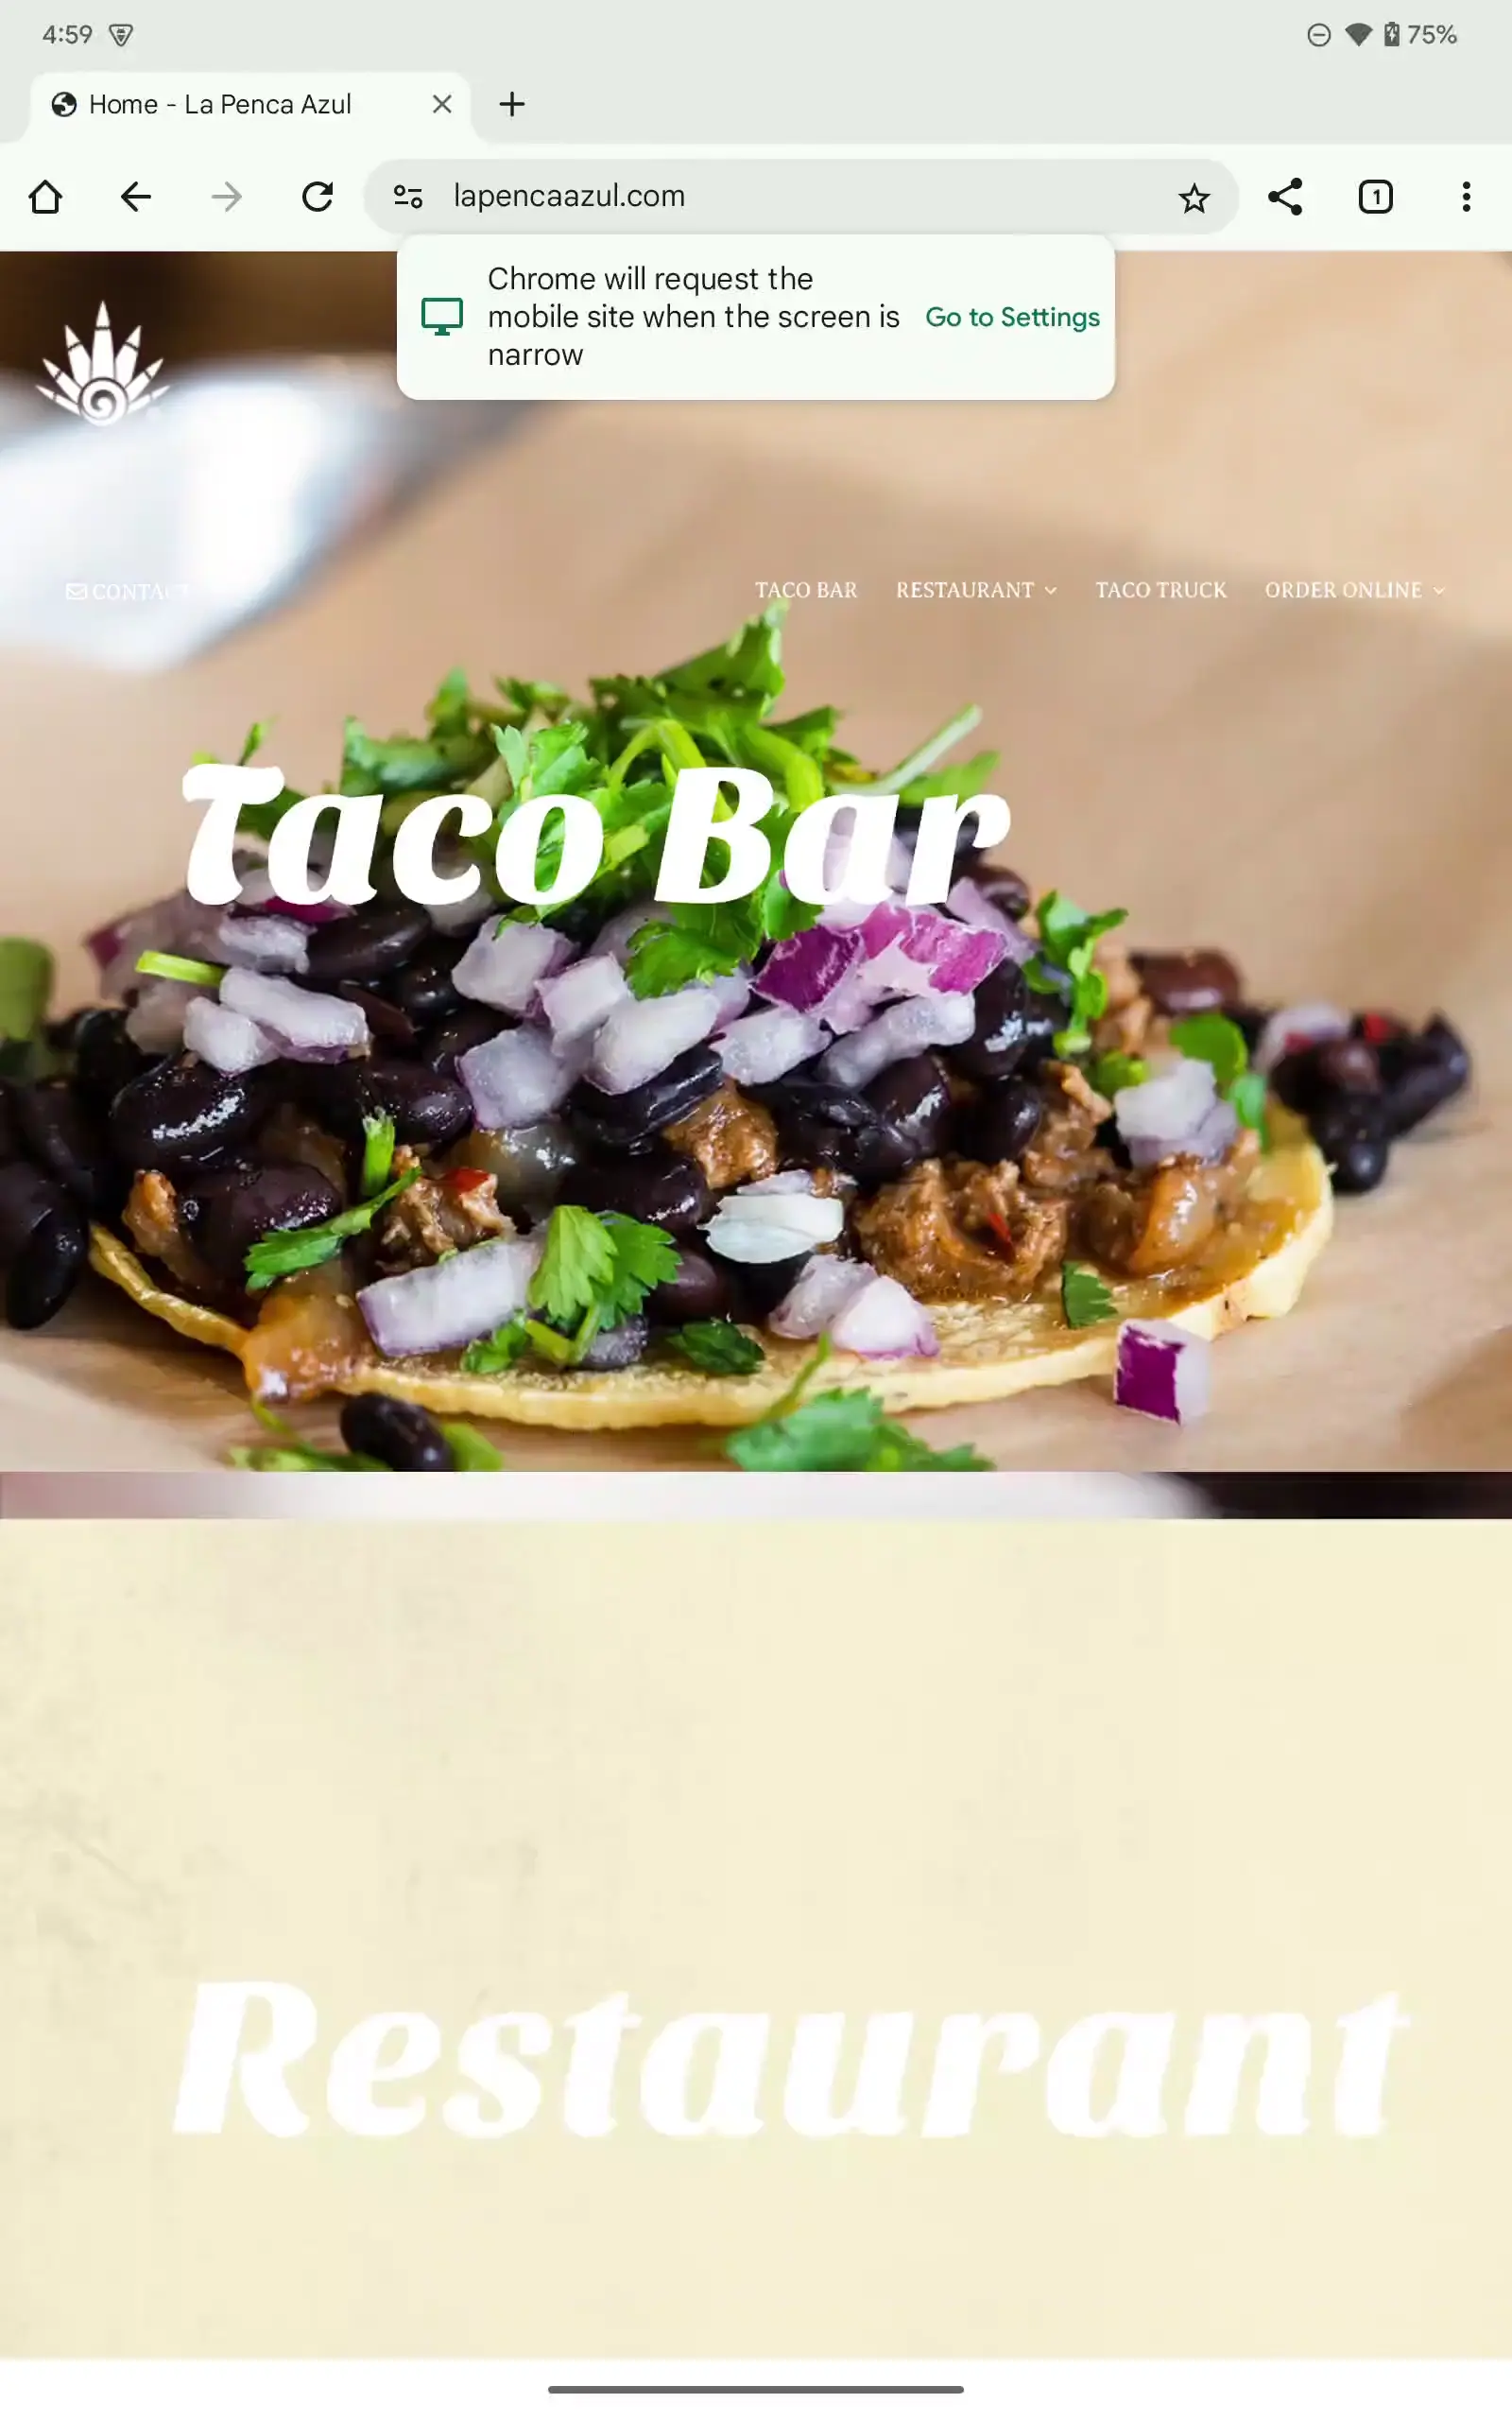 4:59
75%
Home - La Penca Azul
lapencaazul.com
1
Chrome will request the
mobile site when the screen is
narrow
Go to Settings
CONTACT
TACO BAR
RESTAURANT
TACO TRUCK
ORDER ONLINE
Taco Bar
Restaurant